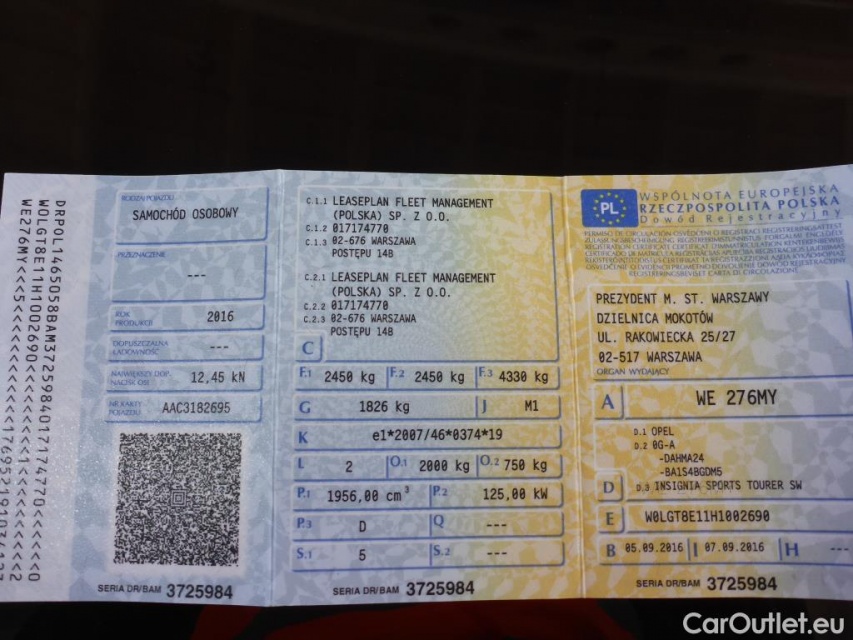 RODZAJ POJAZDU
SAMOCHÓD OSOBOWY
PRZEZNACZENIE
---
ROK PRODUKCJI
2016
DOPUSZCZALNA ŁADOWNOŚĆ
---
NAJWIĘKSZY DOP. NACISK OSI
12,45 kN
NR KARTY POJAZDU
AAC3182695
SERIA DR/BAM 3725984
C.1.1 LEASEPLAN FLEET MANAGEMENT
(POLSKA) SP. Z O.O.
C.1.2 017174770
C.1.3 02-676 WARSZAWA
POSTĘPU 14B
C.2.1 LEASEPLAN FLEET MANAGEMENT
(POLSKA) SP. Z O.O.
C.2.2 017174770
C.2.3 02-676 WARSZAWA
POSTĘPU 14B
C
F.1 2450 kg F.2 2450 kg F.3 4330 kg
G 1826 kg J M1
K e1*2007/46*0374*19
L 2 O.1 2000 kg O.2 750 kg
P.1 1956,00 cm³ P.2 125,00 kW
P.3 D Q ---
S.1 5 S.2 ---
SERIA DR/BAM 3725984
PL
WSPÓLNOTA EUROPEJSKA
RZECZPOSPOLITA POLSKA
Dowód Rejestracyjny
PREZYDENT M. ST. WARSZAWY
DZIELNICA MOKOTÓW
UL. RAKOWIECKA 25/27
02-517 WARSZAWA
ORGAN WYDAJĄCY
A WE 276MY
D.1 OPEL
D.2 0G-A
-DAHMA24
-BA1S4BGDM5
D D.3 INSIGNIA SPORTS TOURER SW
E W0LGT8E11H1002690
B 05.09.2016 I 07.09.2016 H ---
SERIA DR/BAM 3725984
CarOutlet.eu